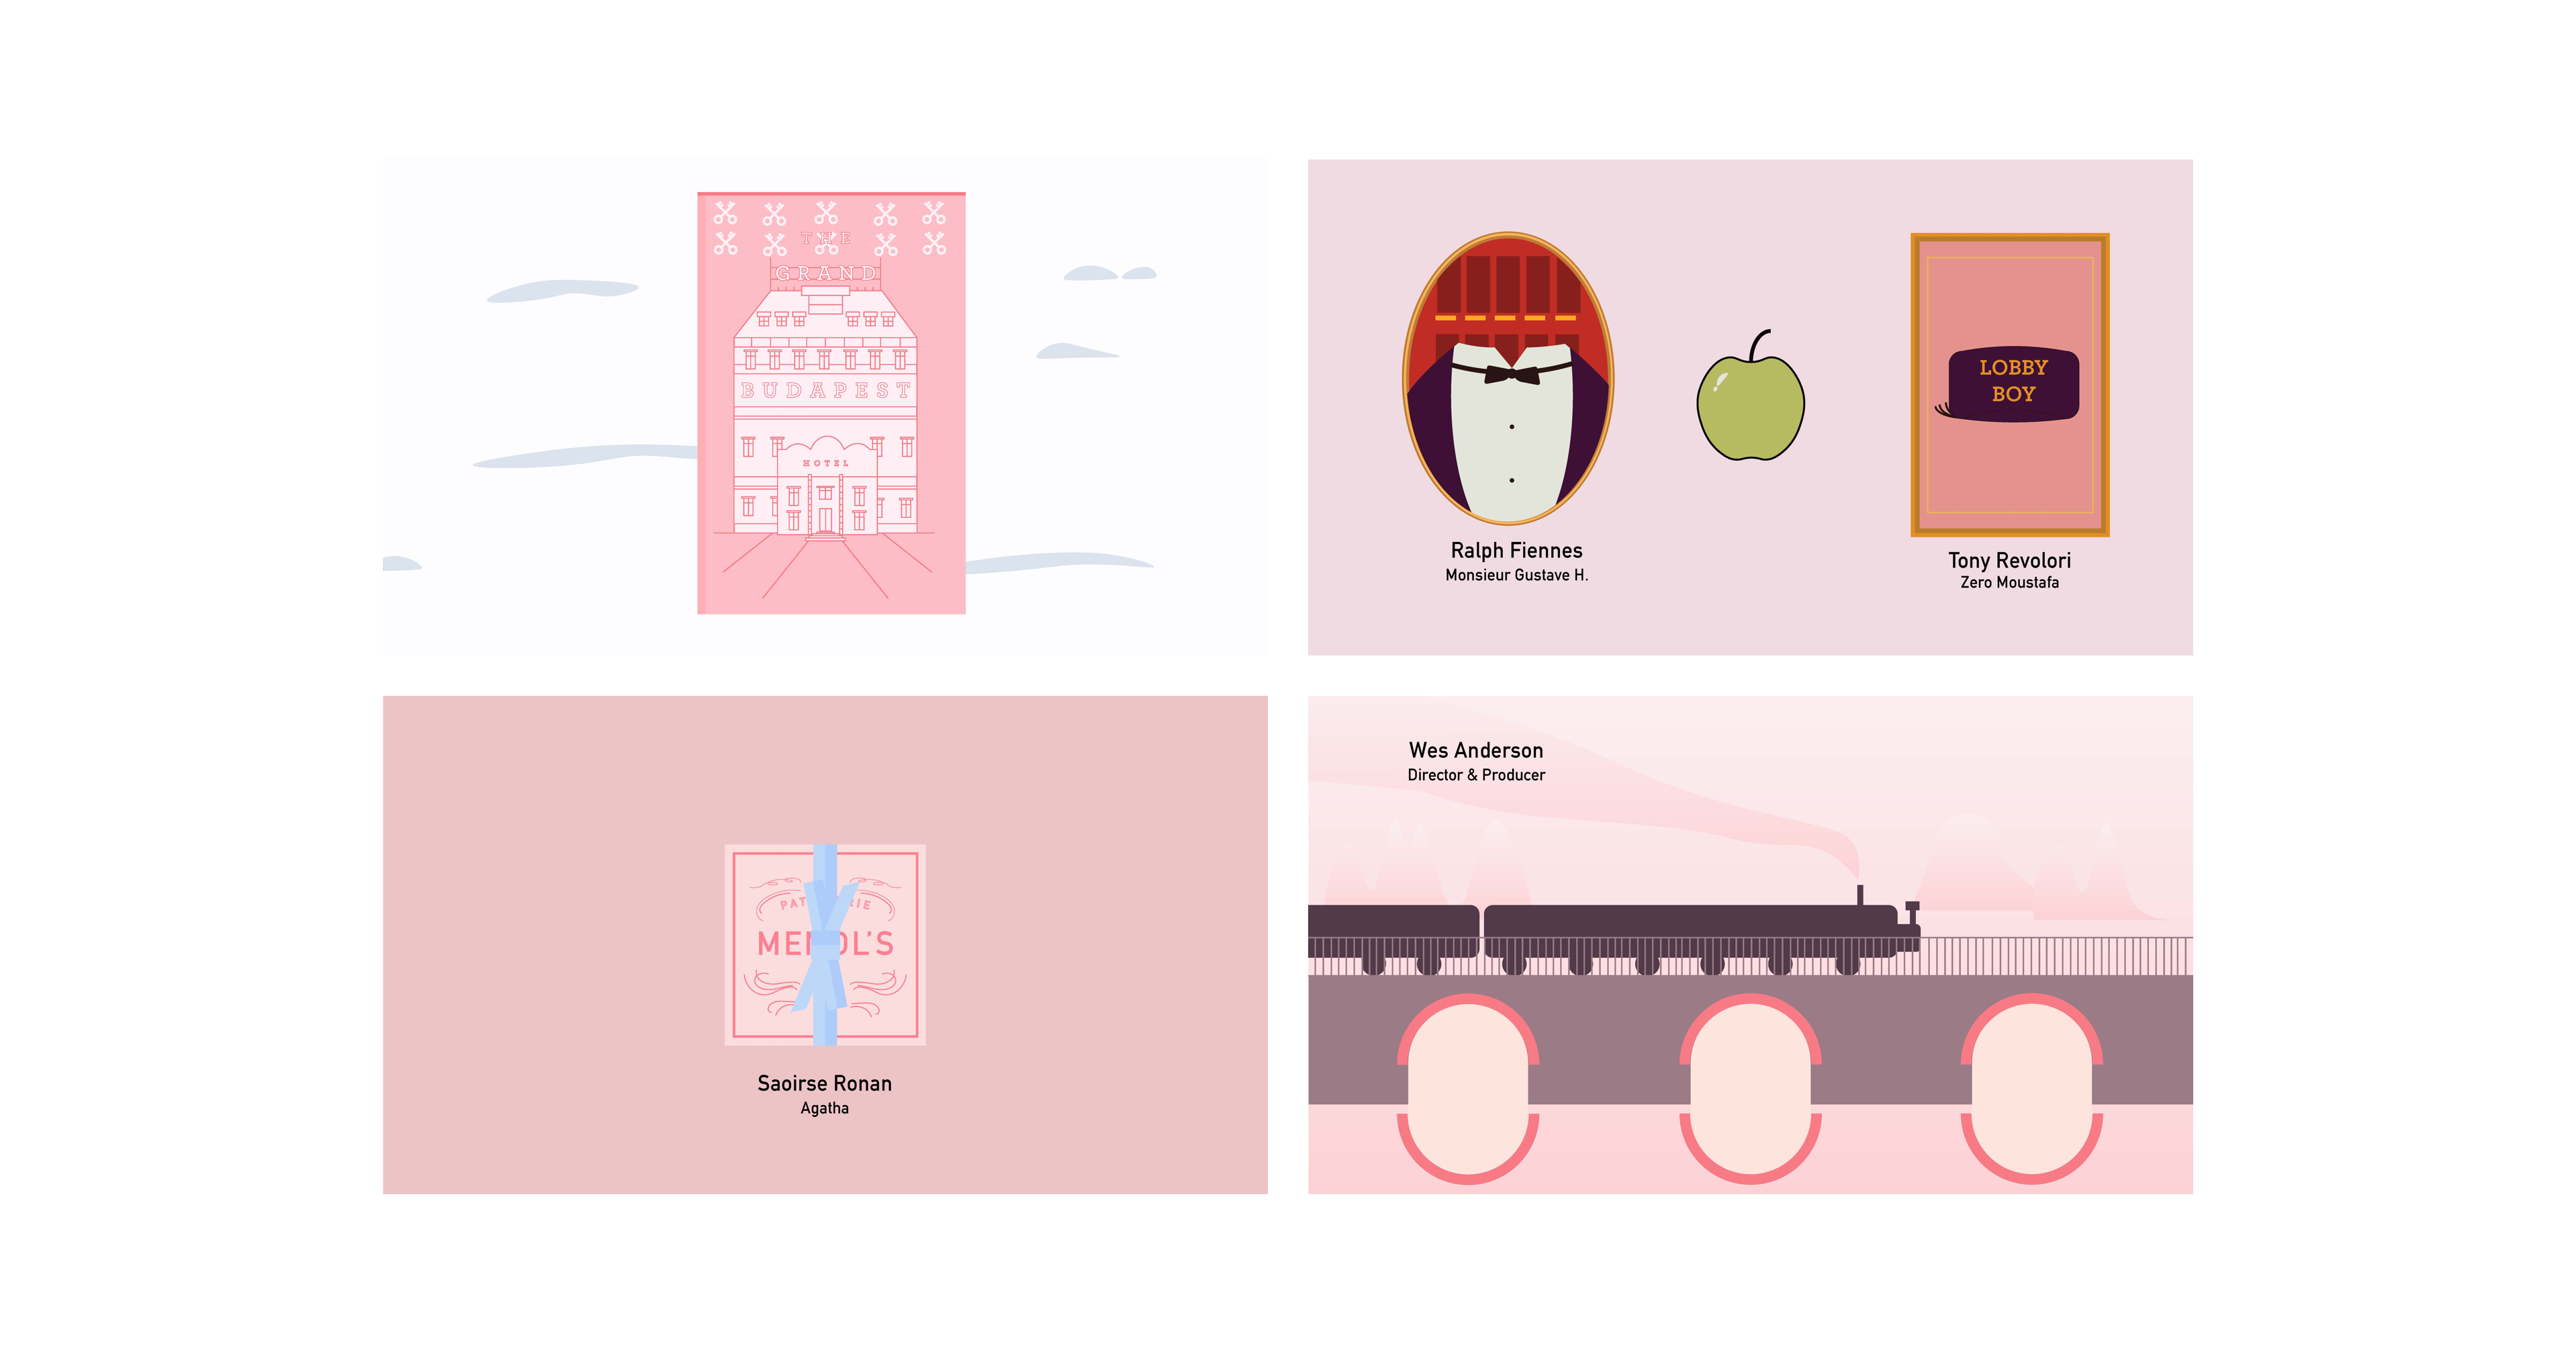 THE
GRAND
BUDAPEST
HOTEL
Ralph Fiennes
Monsieur Gustave H.
LOBBY
BOY
Tony Revolori
Zero Moustafa
MENDL'S
Saoirse Ronan
Agatha
Wes Anderson
Director & Producer